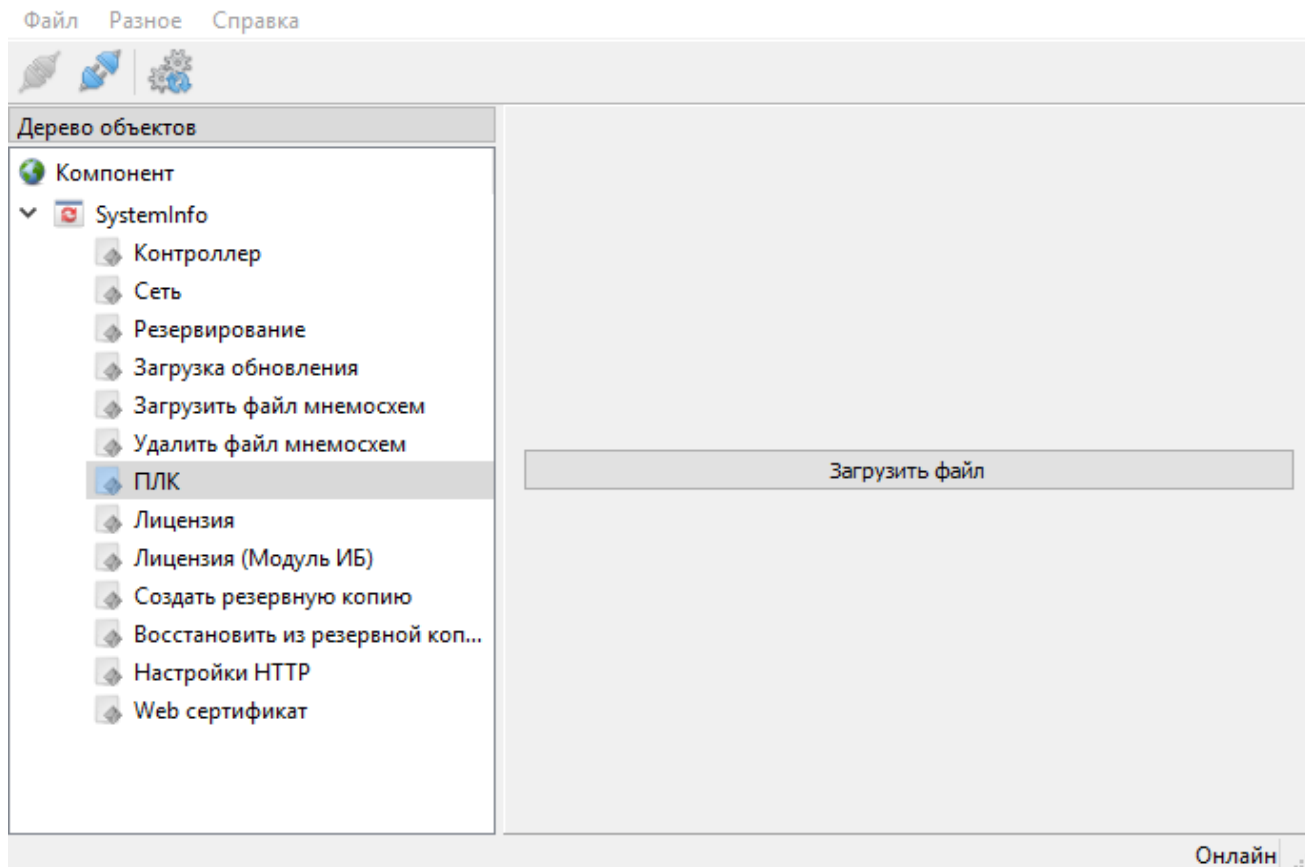 Файл Разное Справка
Дерево объектов
Компонент
SystemInfo
Контроллер
Сеть
Резервирование
Загрузка обновления
Загрузить файл мнемосхем
Удалить файл мнемосхем
ПЛК
Лицензия
Лицензия (Модуль ИБ)
Создать резервную копию
Восстановить из резервной коп...
Настройки HTTP
Web сертификат
Загрузить файл
Онлайн